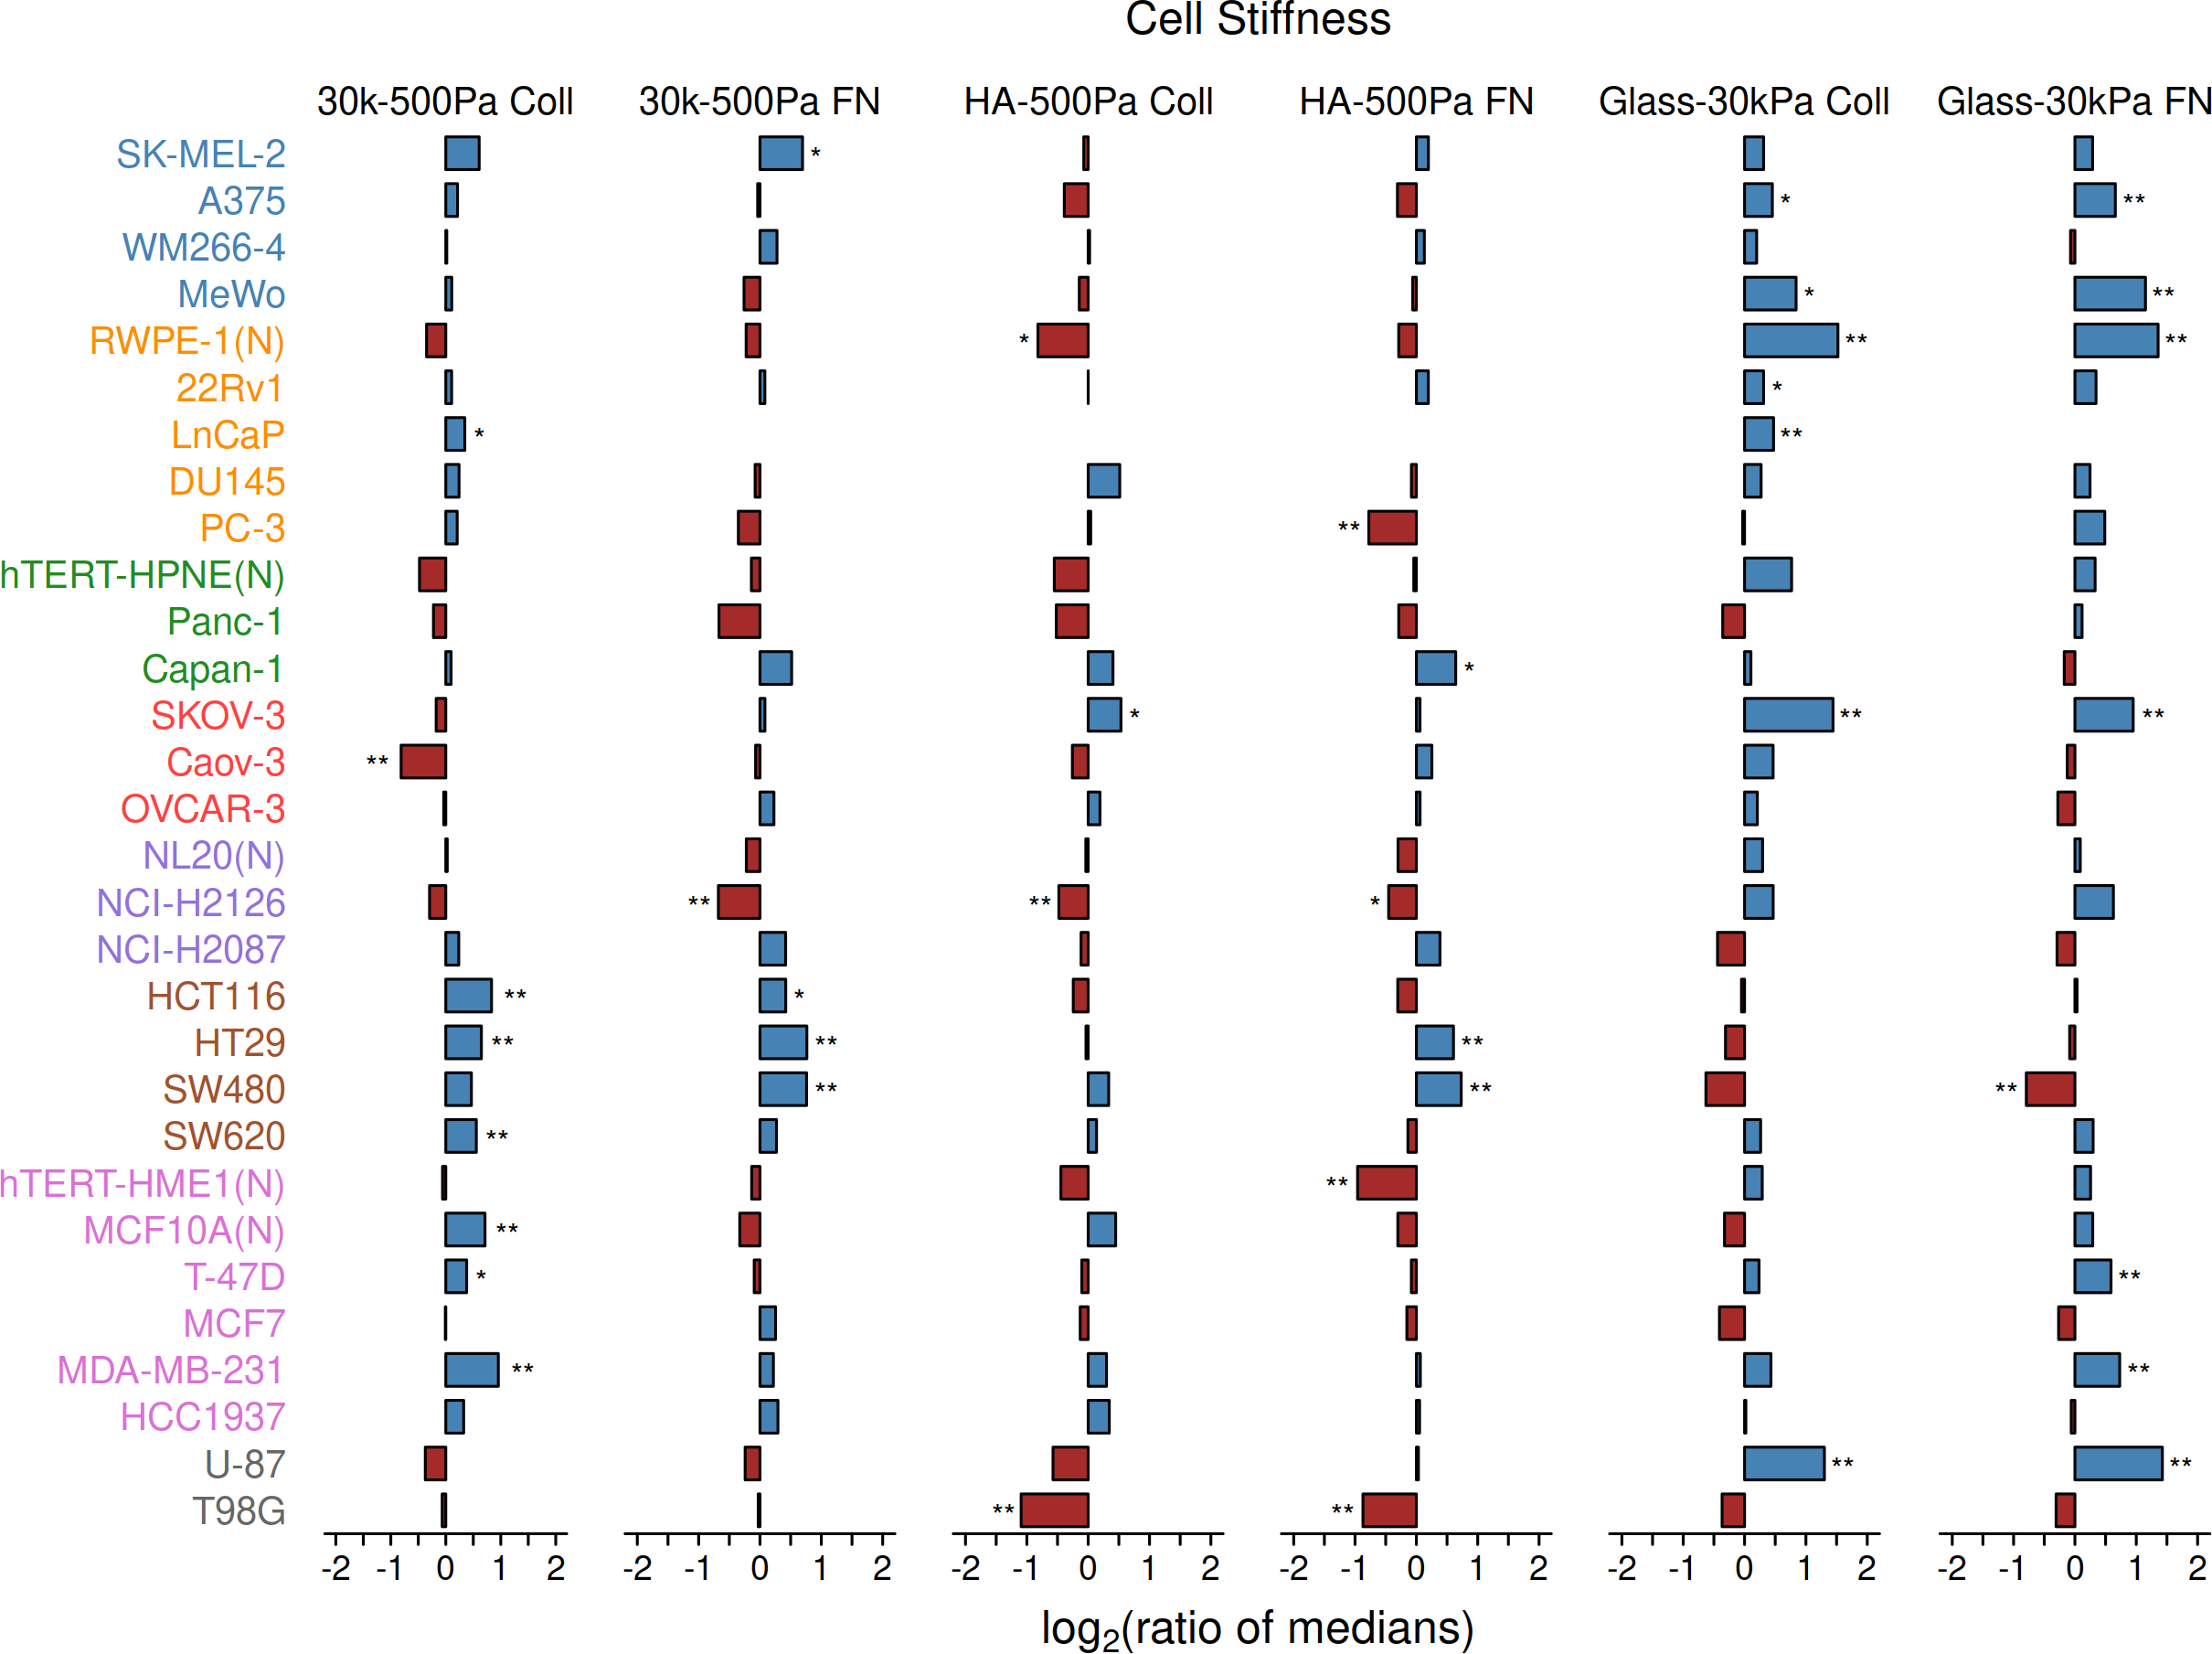 Cell Stiffness
30k-500Pa Coll 30k-500Pa FN HA-500Pa Coll HA-500Pa FN Glass-30kPa Coll Glass-30kPa FN
SK-MEL-2 *
A375 * **
WM266-4
MeWo * **
RWPE-1(N) * ** **
22Rv1 *
LnCaP * **
DU145
PC-3 **
hTERT-HPNE(N)
Panc-1
Capan-1 *
SKOV-3 * ** **
Caov-3 **
OVCAR-3
NL20(N)
NCI-H2126 ** ** *
NCI-H2087
HCT116 ** *
HT29 ** ** **
SW480 ** ** **
SW620 **
hTERT-HME1(N) **
MCF10A(N) **
T-47D * **
MCF7
MDA-MB-231 ** **
HCC1937
U-87 ** **
T98G ** **
-2 -1 0 1 2 -2 -1 0 1 2 -2 -1 0 1 2 -2 -1 0 1 2 -2 -1 0 1 2 -2 -1 0 1 2
log₂(ratio of medians)